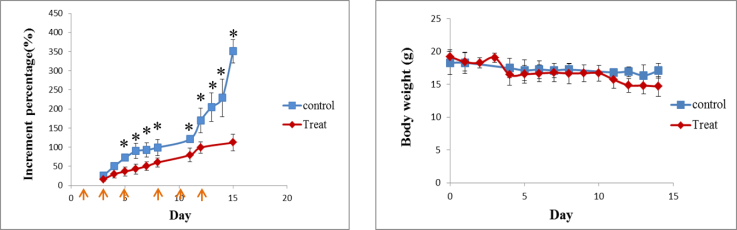 Increment percentage(%)
400
350
300
250
200
150
100
50
0
0 5 10 15 20
Day
* * * * * * * * *
control
Treat
Body weight (g)
25
20
15
10
5
0
0 5 10 15
Day
control
Treat